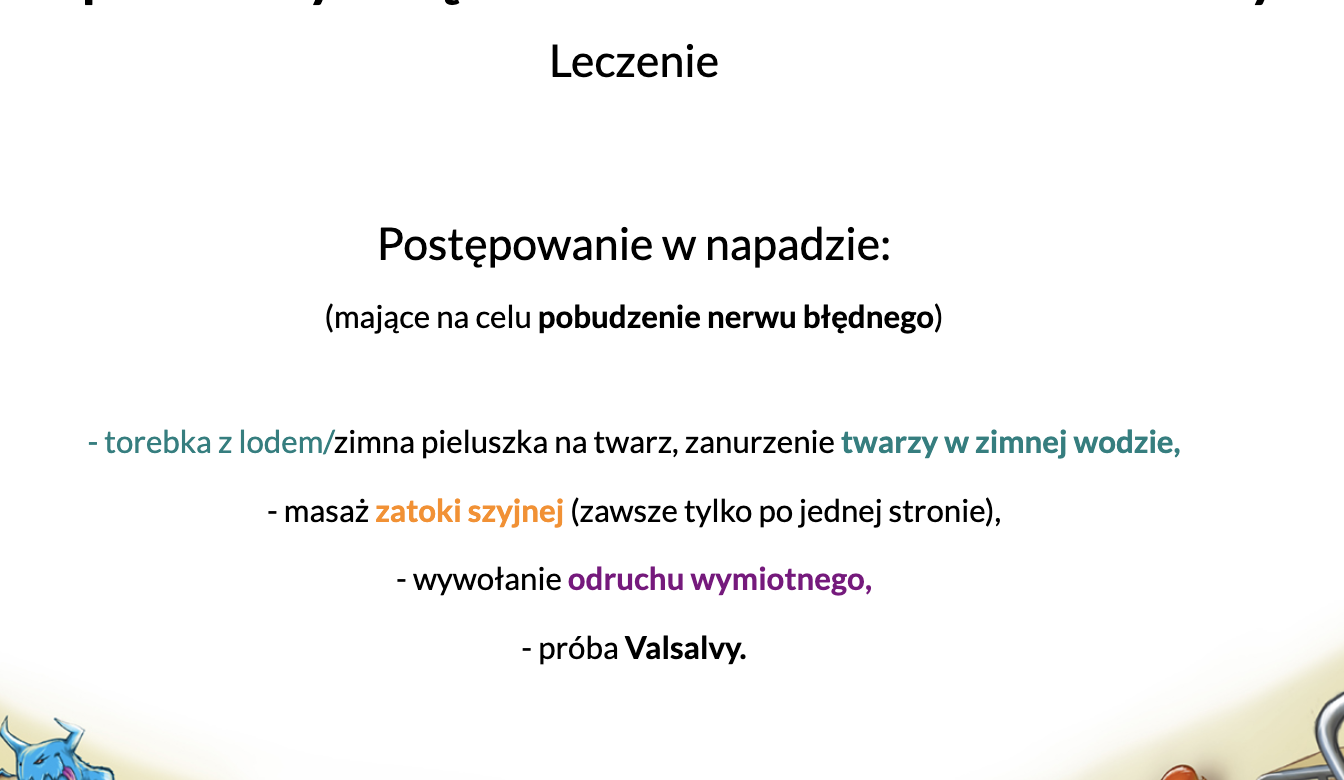 Leczenie
Postępowanie w napadzie:
(mające na celu pobudzenie nerwu błędnego)
- torebka z lodem/zimna pieluszka na twarz, zanurzenie twarzy w zimnej wodzie,
- masaż zatoki szyjnej (zawsze tylko po jednej stronie),
- wywołanie odruchu wymiotnego,
- próba Valsalvy.